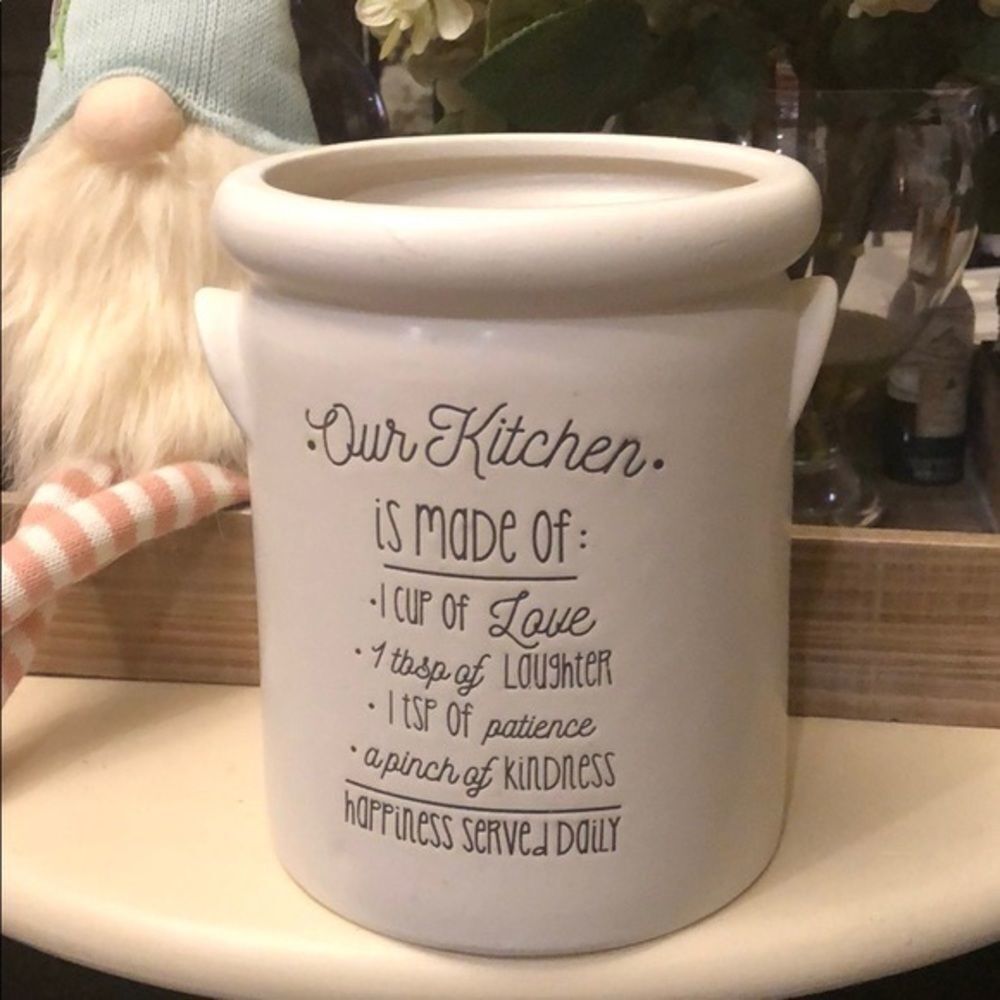 ·Our Kitchen·
is made of:
·1 cup of Love
·1 tbsp of Laughter
·1 tsp of patience
·a pinch of kindness
happiness served daily